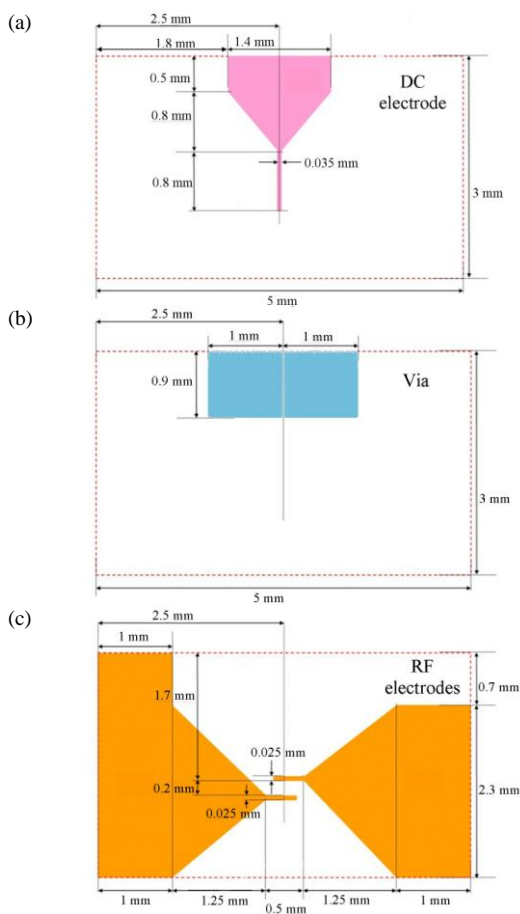 (a)
2.5 mm
1.8 mm
1.4 mm
0.5 mm
DC
electrode
0.8 mm
0.035 mm
0.8 mm
3 mm
5 mm
(b)
2.5 mm
1 mm
1 mm
0.9 mm
Via
3 mm
5 mm
(c)
2.5 mm
1 mm
RF
electrodes
0.7 mm
1.7 mm
0.025 mm
0.2 mm
0.025 mm
2.3 mm
1 mm
1.25 mm
0.5 mm
1.25 mm
1 mm